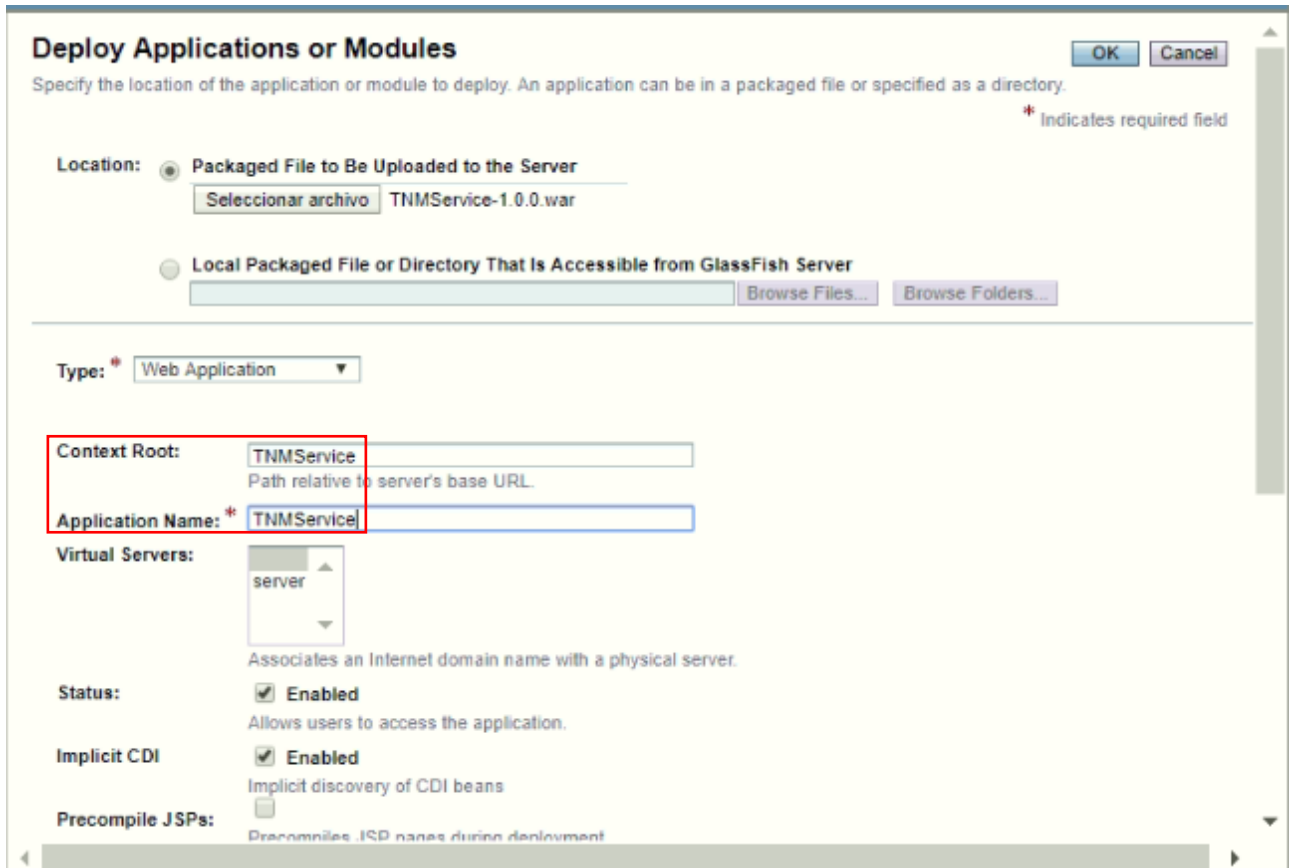 Deploy Applications or Modules
OK Cancel
Specify the location of the application or module to deploy. An application can be in a packaged file or specified as a directory.
* Indicates required field
Location: Packaged File to Be Uploaded to the Server
Seleccionar archivo TNMService-1.0.0.war
Local Packaged File or Directory That Is Accessible from GlassFish Server
Browse Files... Browse Folders...
Type: * Web Application
Context Root: TNMService
Path relative to server's base URL.
Application Name: * TNMService
Virtual Servers:
server
Associates an Internet domain name with a physical server.
Status: Enabled
Allows users to access the application.
Implicit CDI Enabled
Implicit discovery of CDI beans
Precompile JSPs:
Precompiles JSP pages during deployment